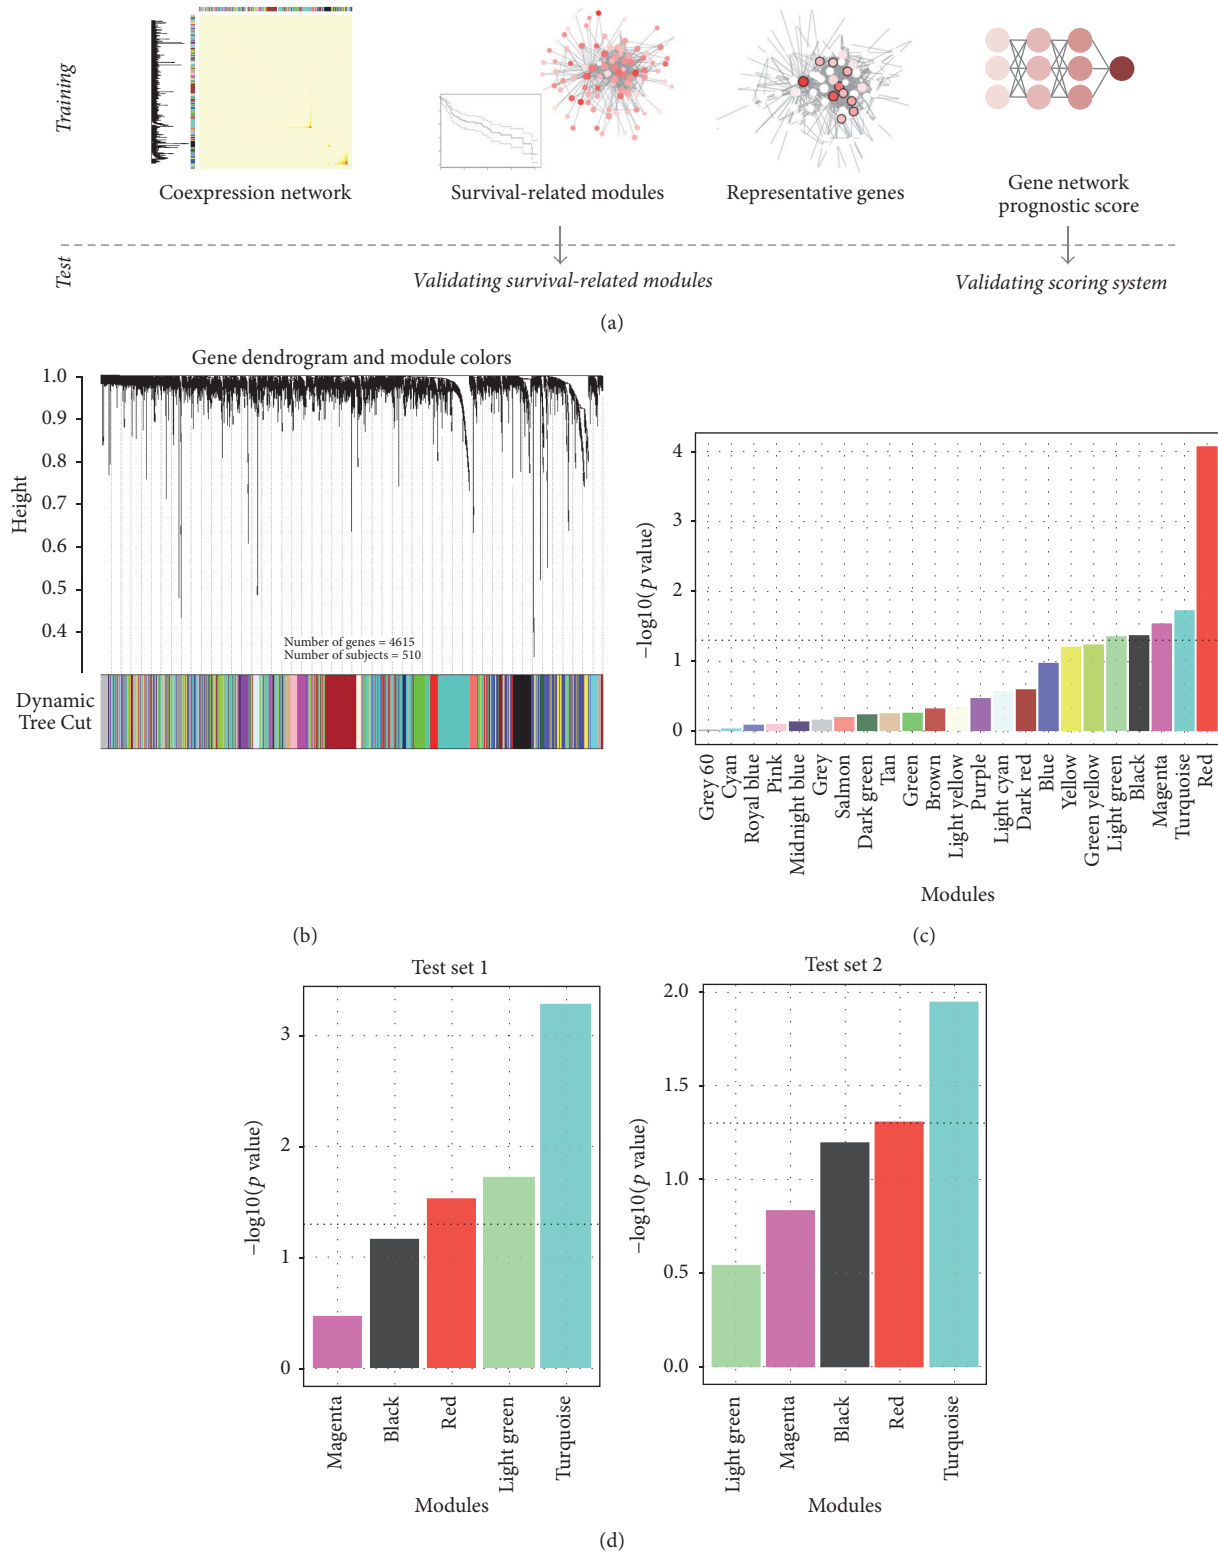 Training
Coexpression network
Survival-related modules
Representative genes
Gene network
prognostic score
Test
Validating survival-related modules
Validating scoring system
(a)
Gene dendrogram and module colors
Height
1.0
0.9
0.8
0.7
0.6
0.5
0.4
Number of genes = 4615
Number of subjects = 510
Dynamic
Tree Cut
(b)
−log10(p value)
4
3
2
1
0
Grey 60
Cyan
Royal blue
Pink
Midnight blue
Grey
Salmon
Dark green
Tan
Green
Brown
Light yellow
Purple
Light cyan
Dark red
Blue
Yellow
Green yellow
Light green
Black
Magenta
Turquoise
Red
Modules
(c)
Test set 1
−log10(p value)
3
2
1
0
Magenta
Black
Red
Light green
Turquoise
Modules
Test set 2
−log10(p value)
2.0
1.5
1.0
0.5
0.0
Light green
Magenta
Black
Red
Turquoise
Modules
(d)